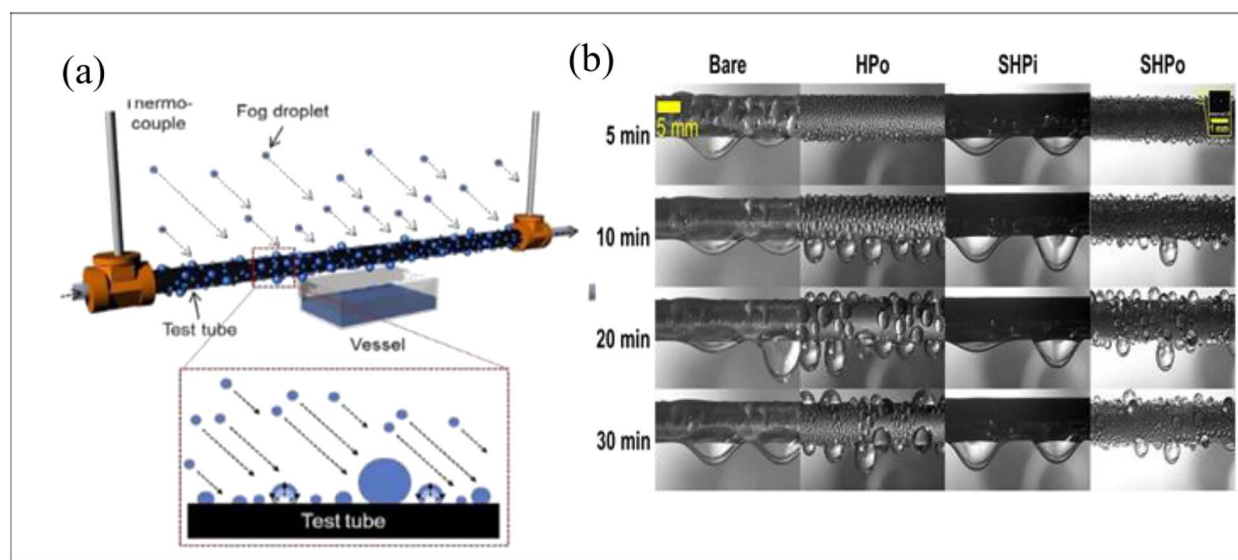 (a)
Thermo-
couple
Fog droplet
Test tube
Vessel
Test tube
(b)
Bare
HPo
SHPi
SHPo
5 mm
1 mm
5 min
10 min
20 min
30 min